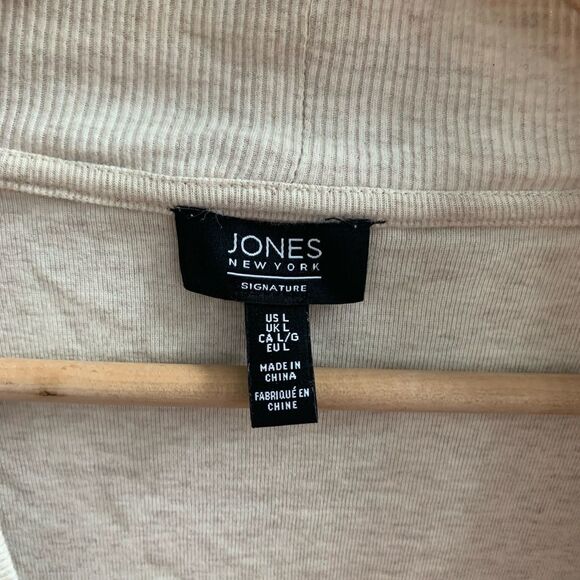 JONES
NEW YORK
SIGNATURE
US L
UK L
CA L/G
EU L
MADE IN
CHINA
FABRIQUÉ EN
CHINE